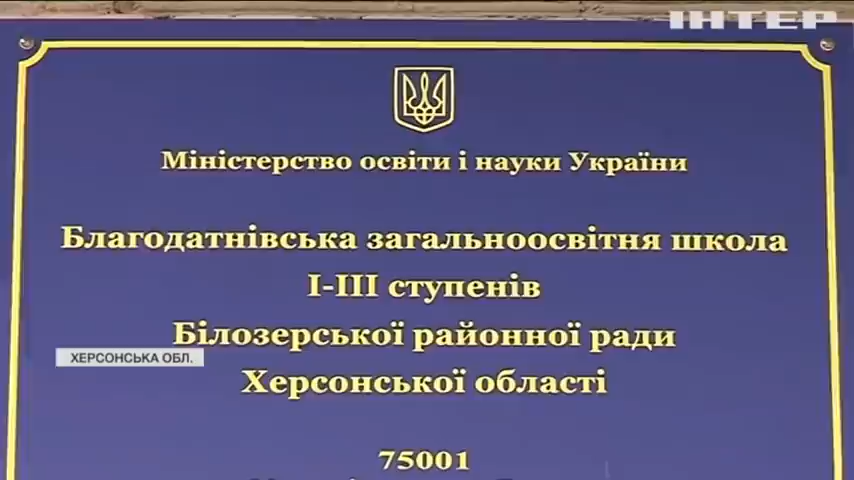 ІНТЕР
Міністерство освіти і науки України
Благодатнівська загальноосвітня школа
І-ІІІ ступенів
Білозерської районної ради
ХЕРСОНСЬКА ОБЛ.
Херсонської області
75001